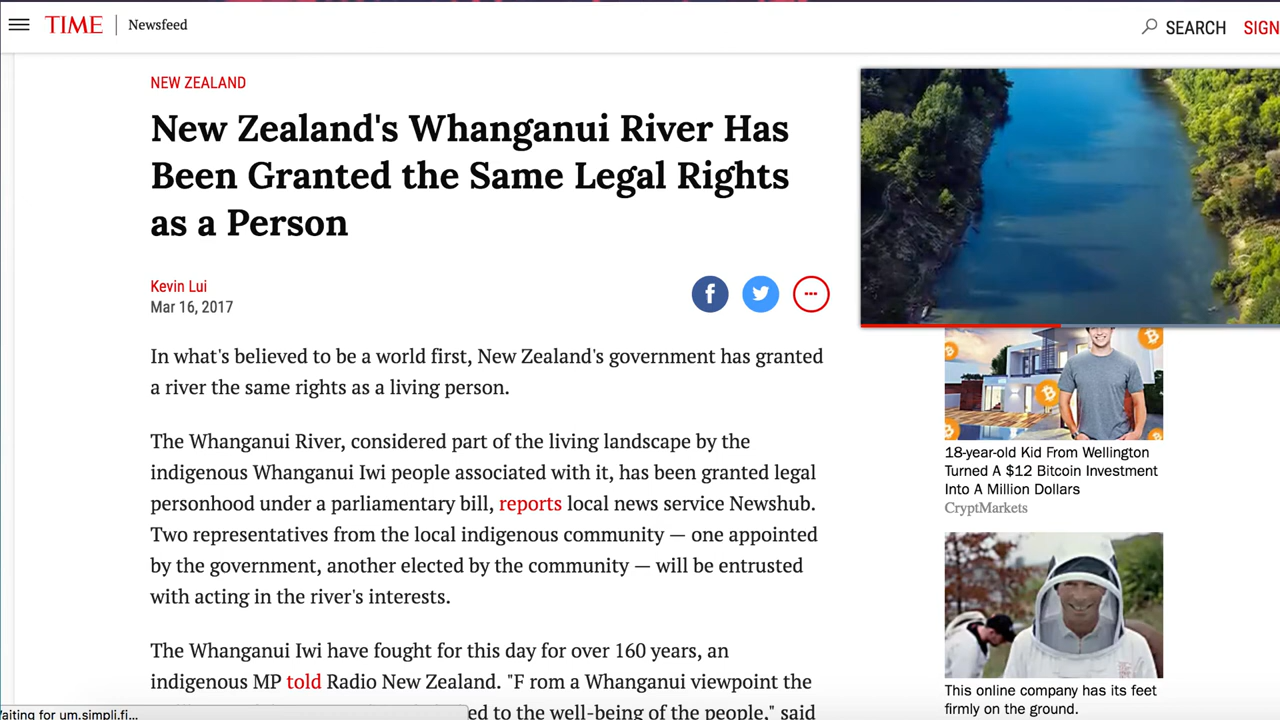 TIME
Newsfeed
SEARCH
SIGN
NEW ZEALAND
New Zealand's Whanganui River Has
Been Granted the Same Legal Rights
as a Person
Kevin Lui
Mar 16, 2017
In what's believed to be a world first, New Zealand's government has granted
a river the same rights as a living person.
The Whanganui River, considered part of the living landscape by the
indigenous Whanganui Iwi people associated with it, has been granted legal
personhood under a parliamentary bill, reports local news service Newshub.
Two representatives from the local indigenous community — one appointed
by the government, another elected by the community — will be entrusted
with acting in the river's interests.
The Whanganui Iwi have fought for this day for over 160 years, an
indigenous MP told Radio New Zealand. "F rom a Whanganui viewpoint the
ed to the well-being of the people," said
18-year-old Kid From Wellington
Turned A $12 Bitcoin Investment
Into A Million Dollars
CryptMarkets
This online company has its feet
firmly on the ground.
aiting for um.simpli.fi...